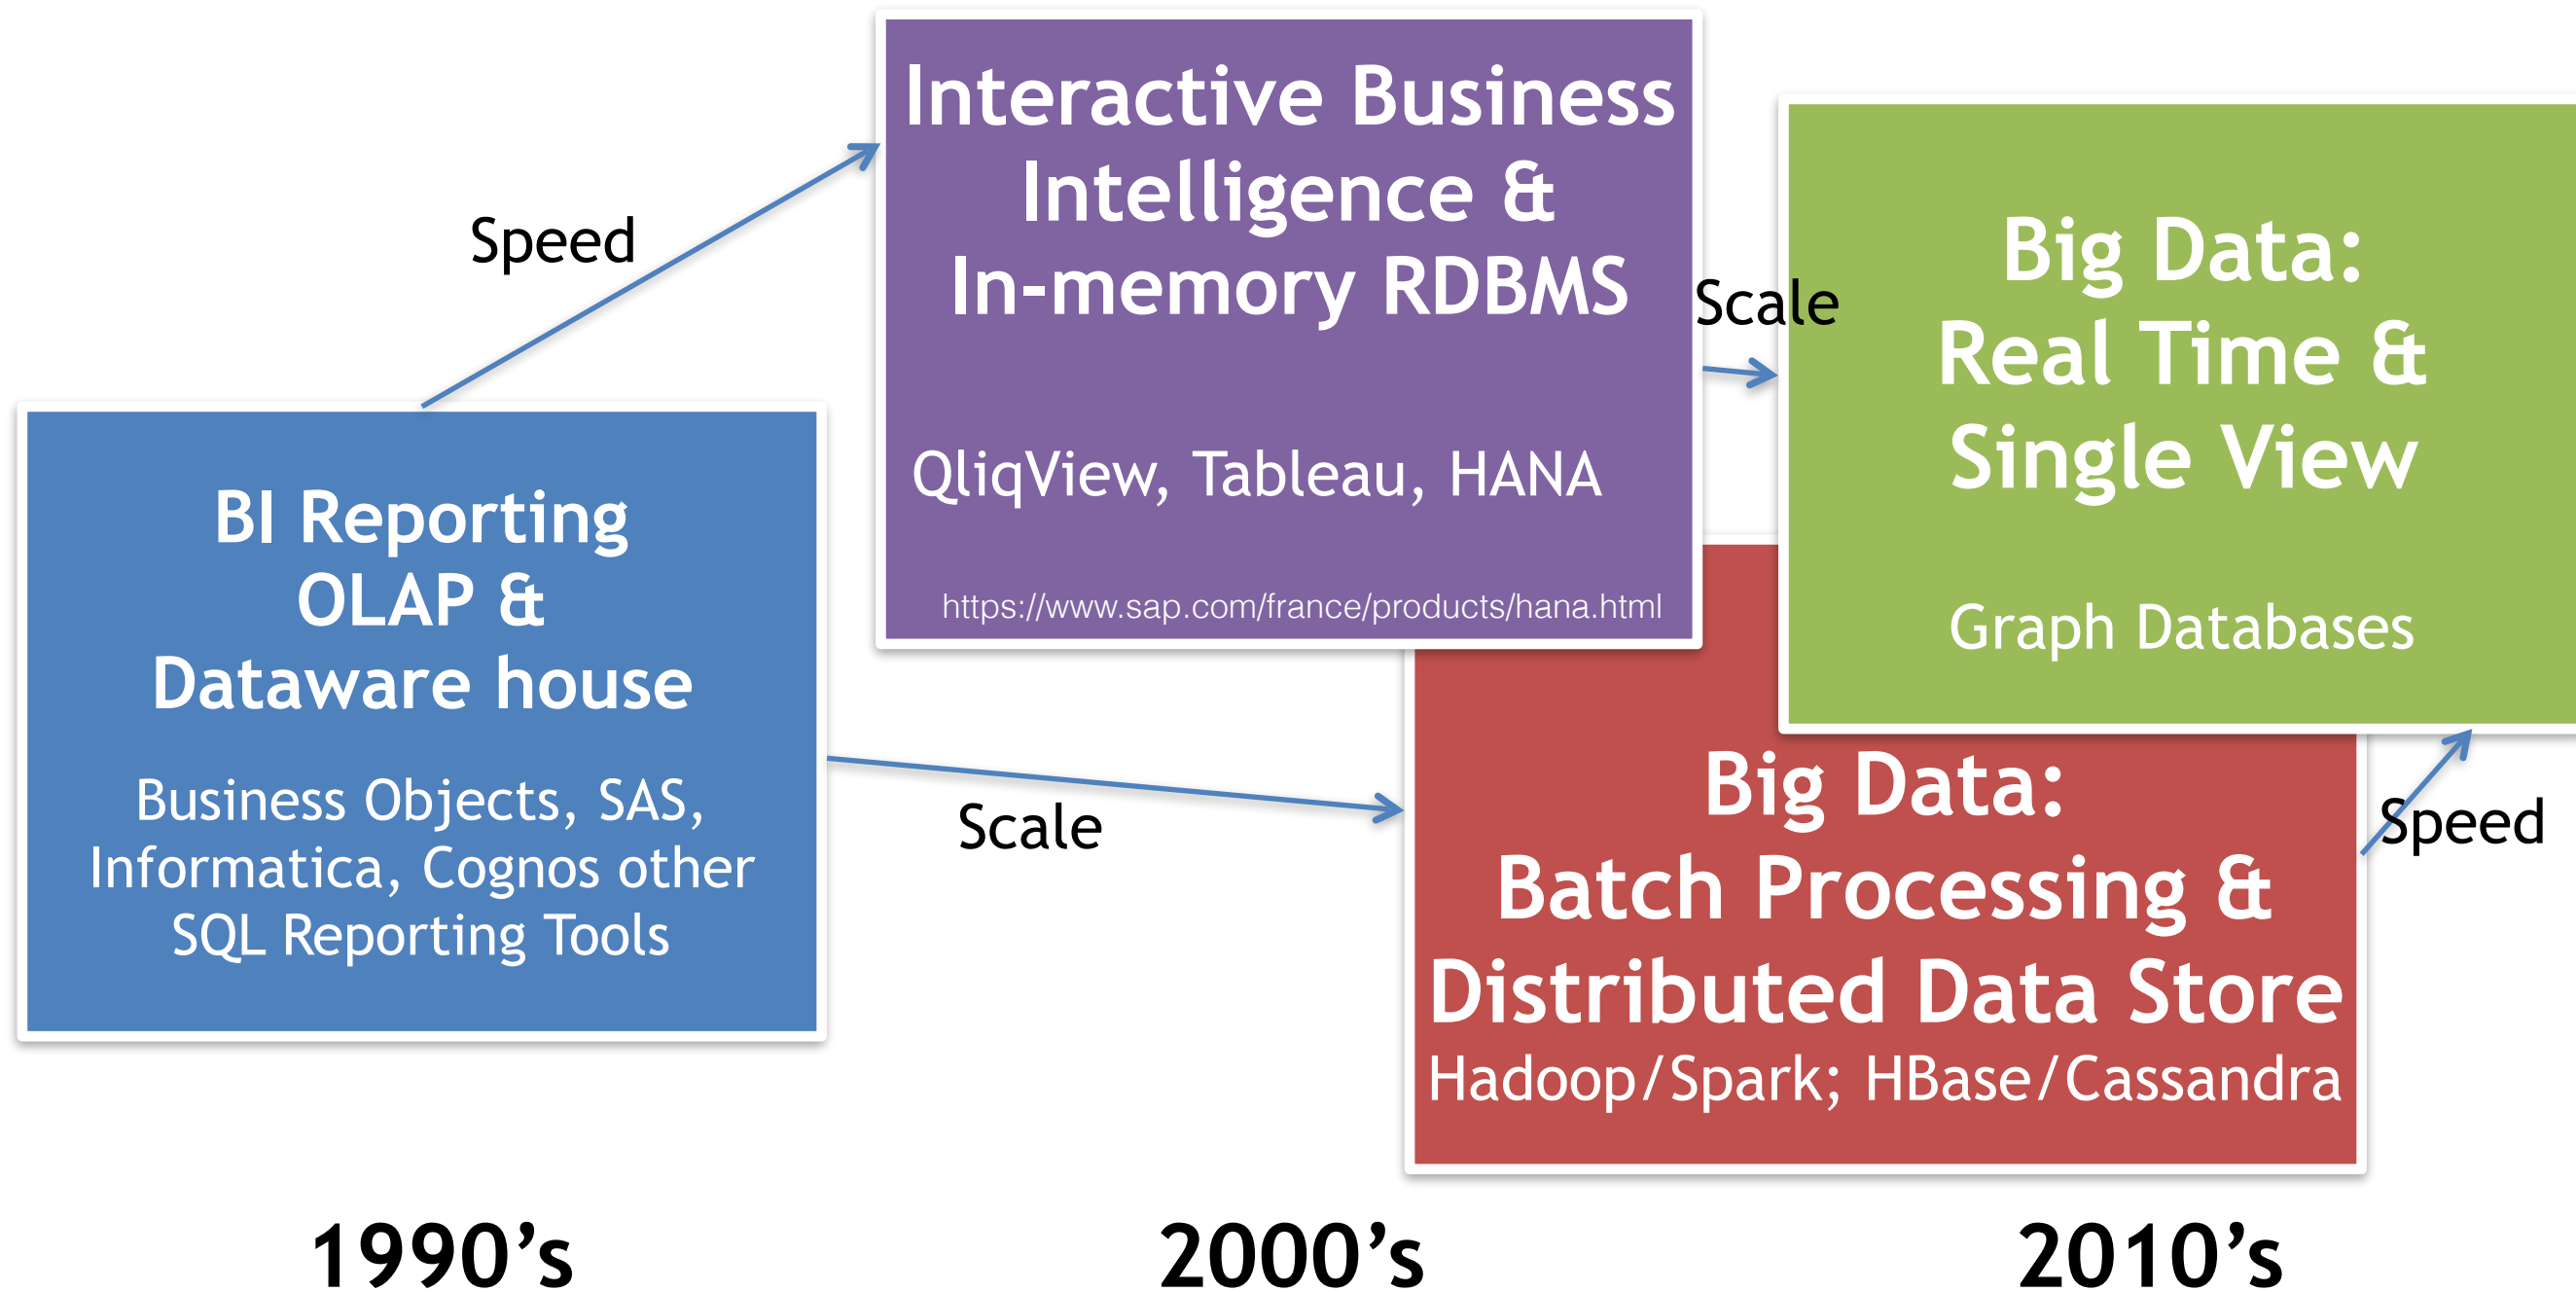 BI Reporting
OLAP &
Dataware house
Business Objects, SAS,
Informatica, Cognos other
SQL Reporting Tools
Speed
Scale
Interactive Business
Intelligence &
In-memory RDBMS
QliqView, Tableau, HANA
https://www.sap.com/france/products/hana.html
Scale
Big Data:
Real Time &
Single View
Graph Databases
Big Data:
Batch Processing &
Distributed Data Store
Hadoop/Spark; HBase/Cassandra
Speed
1990’s
2000’s
2010’s